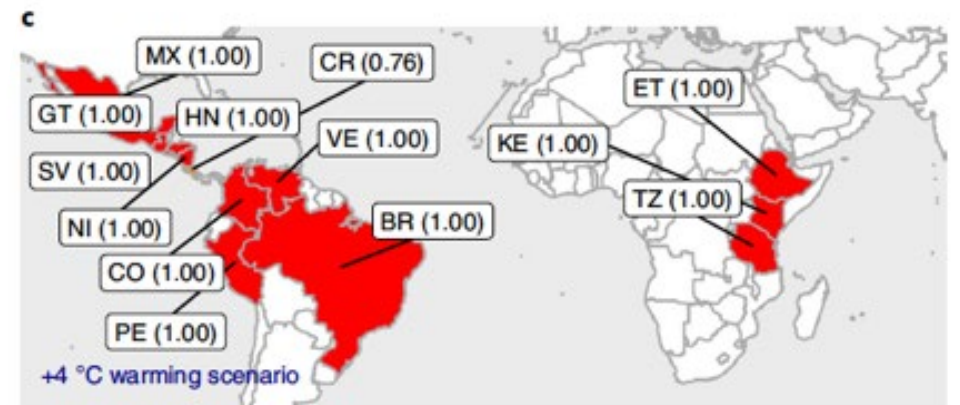 c
MX (1.00)
CR (0.76)
ET (1.00)
GT (1.00)
HN (1.00)
VE (1.00)
KE (1.00)
SV (1.00)
TZ (1.00)
NI (1.00)
BR (1.00)
CO (1.00)
PE (1.00)
+4 °C warming scenario